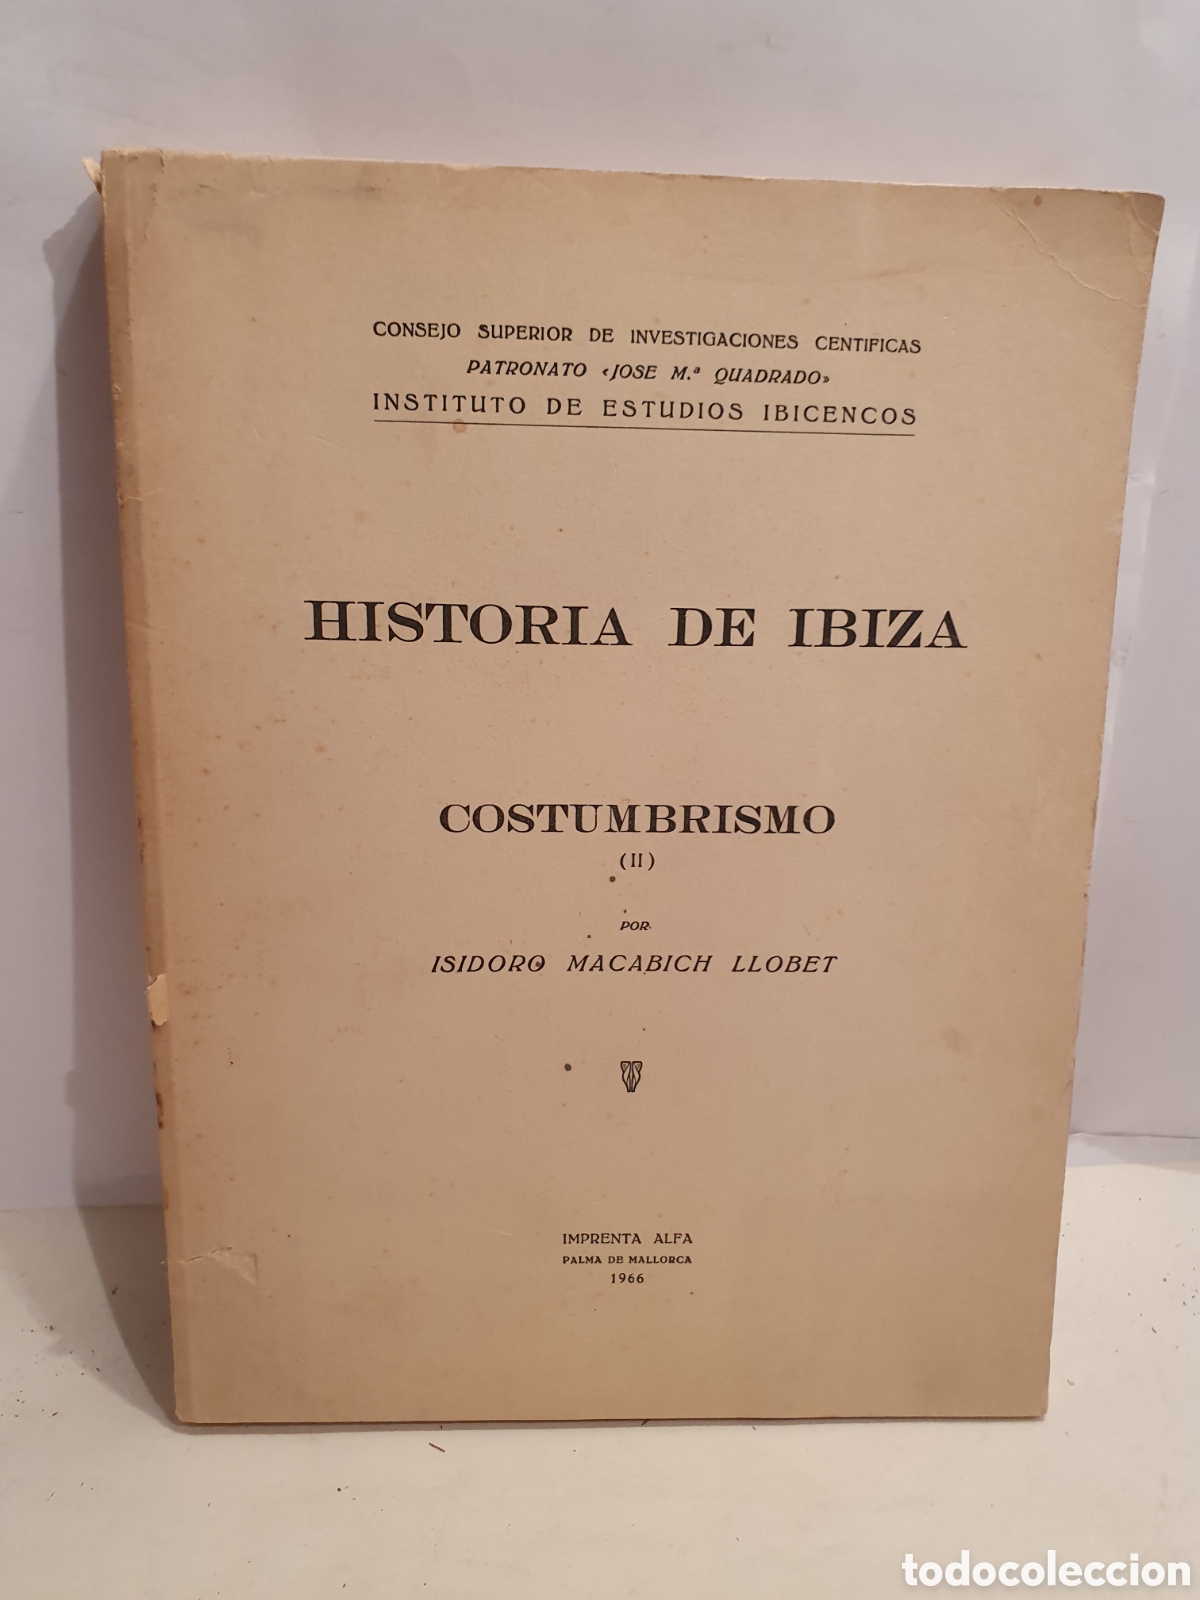 CONSEJO SUPERIOR DE INVESTIGACIONES CENTIFICAS
PATRONATO «JOSE M.ª QUADRADO»
INSTITUTO DE ESTUDIOS IBICENCOS
HISTORIA DE IBIZA
COSTUMBRISMO
(II)
POR
ISIDORO MACABICH LLOBET
IMPRENTA ALFA
PALMA DE MALLORCA
1966
todocoleccion